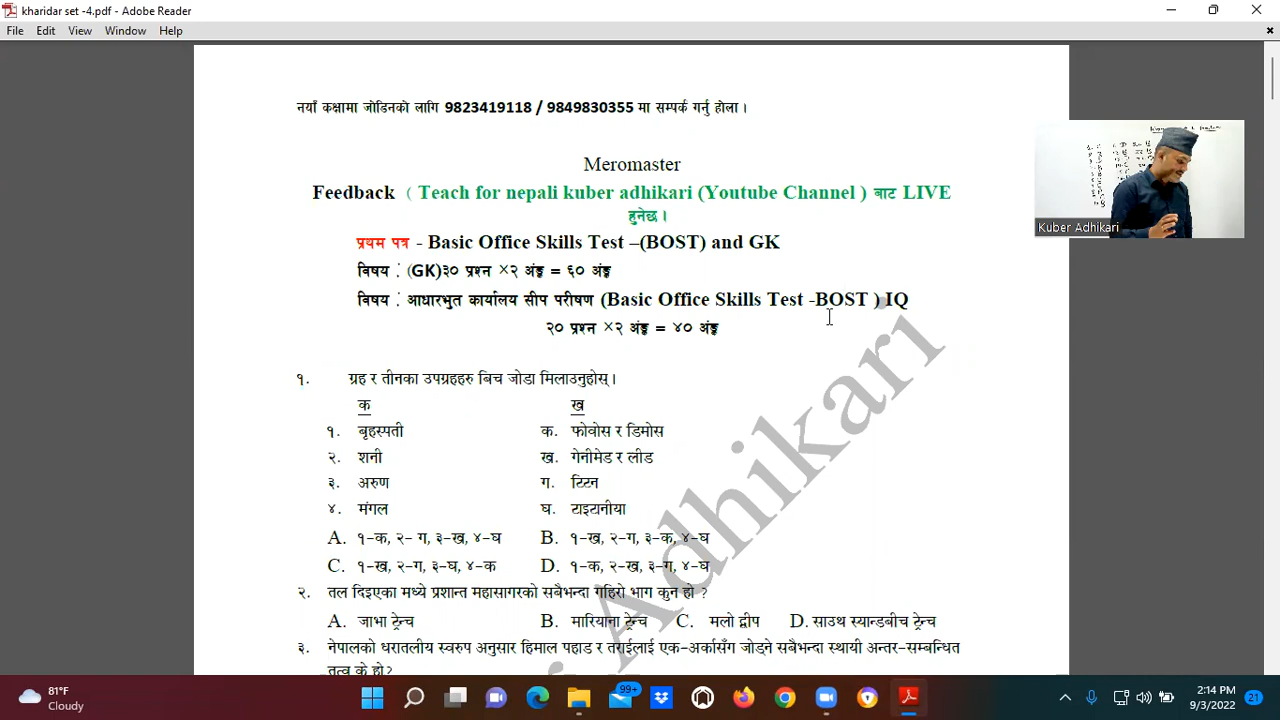 kharidar set -4.pdf - Adobe Reader
File Edit View Window Help
नयाँ कक्षामा जोडिनको लागि 9823419118 / 9849830355 मा सम्पर्क गर्नु होला ।
Meromaster
Feedback ( Teach for nepali kuber adhikari (Youtube Channel ) बाट LIVE
हुनेछ ।
प्रथम पत्र - Basic Office Skills Test –(BOST) and GK
विषय : (GK)३० प्रश्न ×२ अंङ्क = ६० अंङ्क
विषय : आधारभुत कार्यालय सीप परीषण (Basic Office Skills Test -BOST ) IQ
२० प्रश्न ×२ अंङ्क = ४० अंङ्क
१. ग्रह र तीनका उपग्रहहरु बिच जोडा मिलाउनुहोस् ।
क ख
१. बृहस्पती क. फोवोस र डिमोस
२. शनी ख. गेनीमेड र लीड
३. अरुण ग. टिटन
४. मंगल घ. टाइटानीया
A. १-क, २- ग, ३-ख, ४-घ B. १-ख, २-ग, ३-क, ४-घ
C. १-ख, २-ग, ३-घ, ४-क D. १-क, २-ख, ३-ग, ४-घ
२. तल दिइएका मध्ये प्रशान्त महासागरको सबैभन्दा गहिरो भाग कुन हो ?
A. जाभा ट्रेन्च B. मारियाना ट्रेन्च C. मलो द्वीप D. साउथ स्यान्डबीच ट्रेन्च
३. नेपालको धरातलीय स्वरुप अनुसार हिमाल पहाड र तराईलाई एक-अर्कासँग जोड्ने सबैभन्दा स्थायी अन्तर-सम्बन्धित
तत्व के हो?
Adhikari
Kuber Adhikari
81°F
Cloudy
99+
2:14 PM
9/3/2022
21